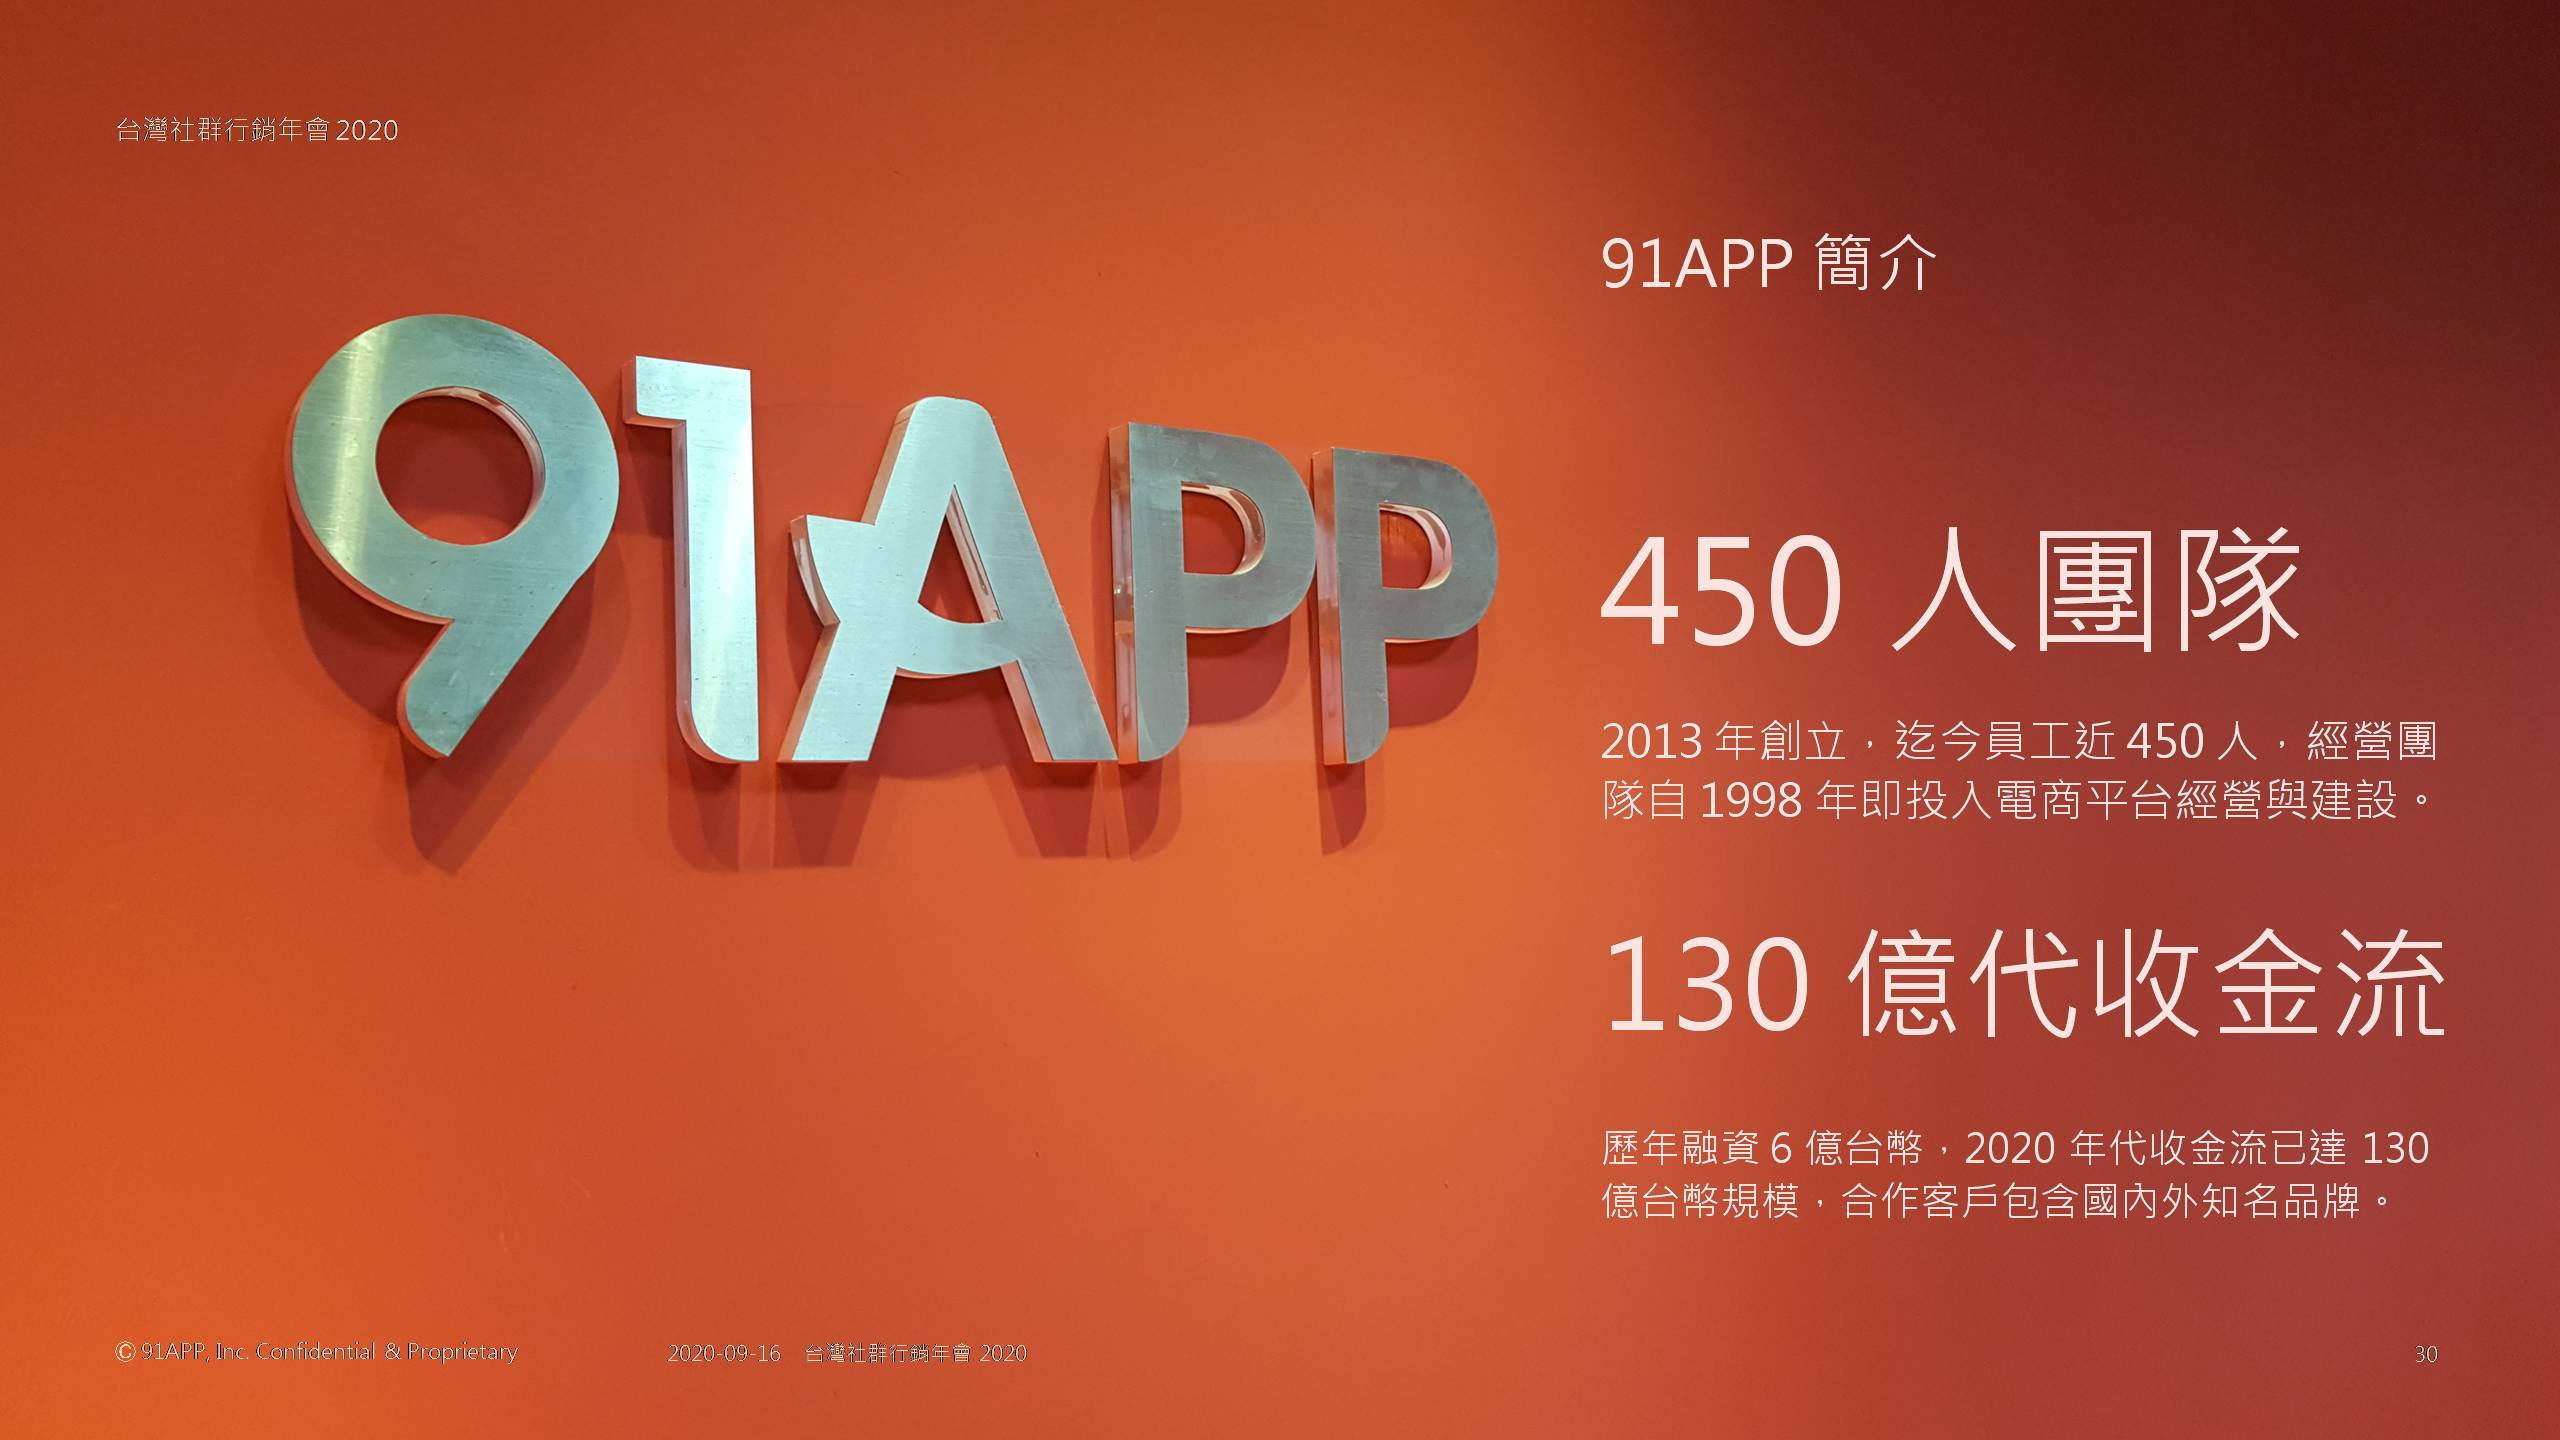 台灣社群行銷年會 2020
91APP
91APP 簡介
450 人團隊
2013 年創立，迄今員工近 450 人，經營團
隊自 1998 年即投入電商平台經營與建設。
130 億代收金流
歷年融資 6 億台幣，2020 年代收金流已達 130
億台幣規模，合作客戶包含國內外知名品牌。
© 91APP, Inc. Confidential & Proprietary
2020-09-16 台灣社群行銷年會 2020
30